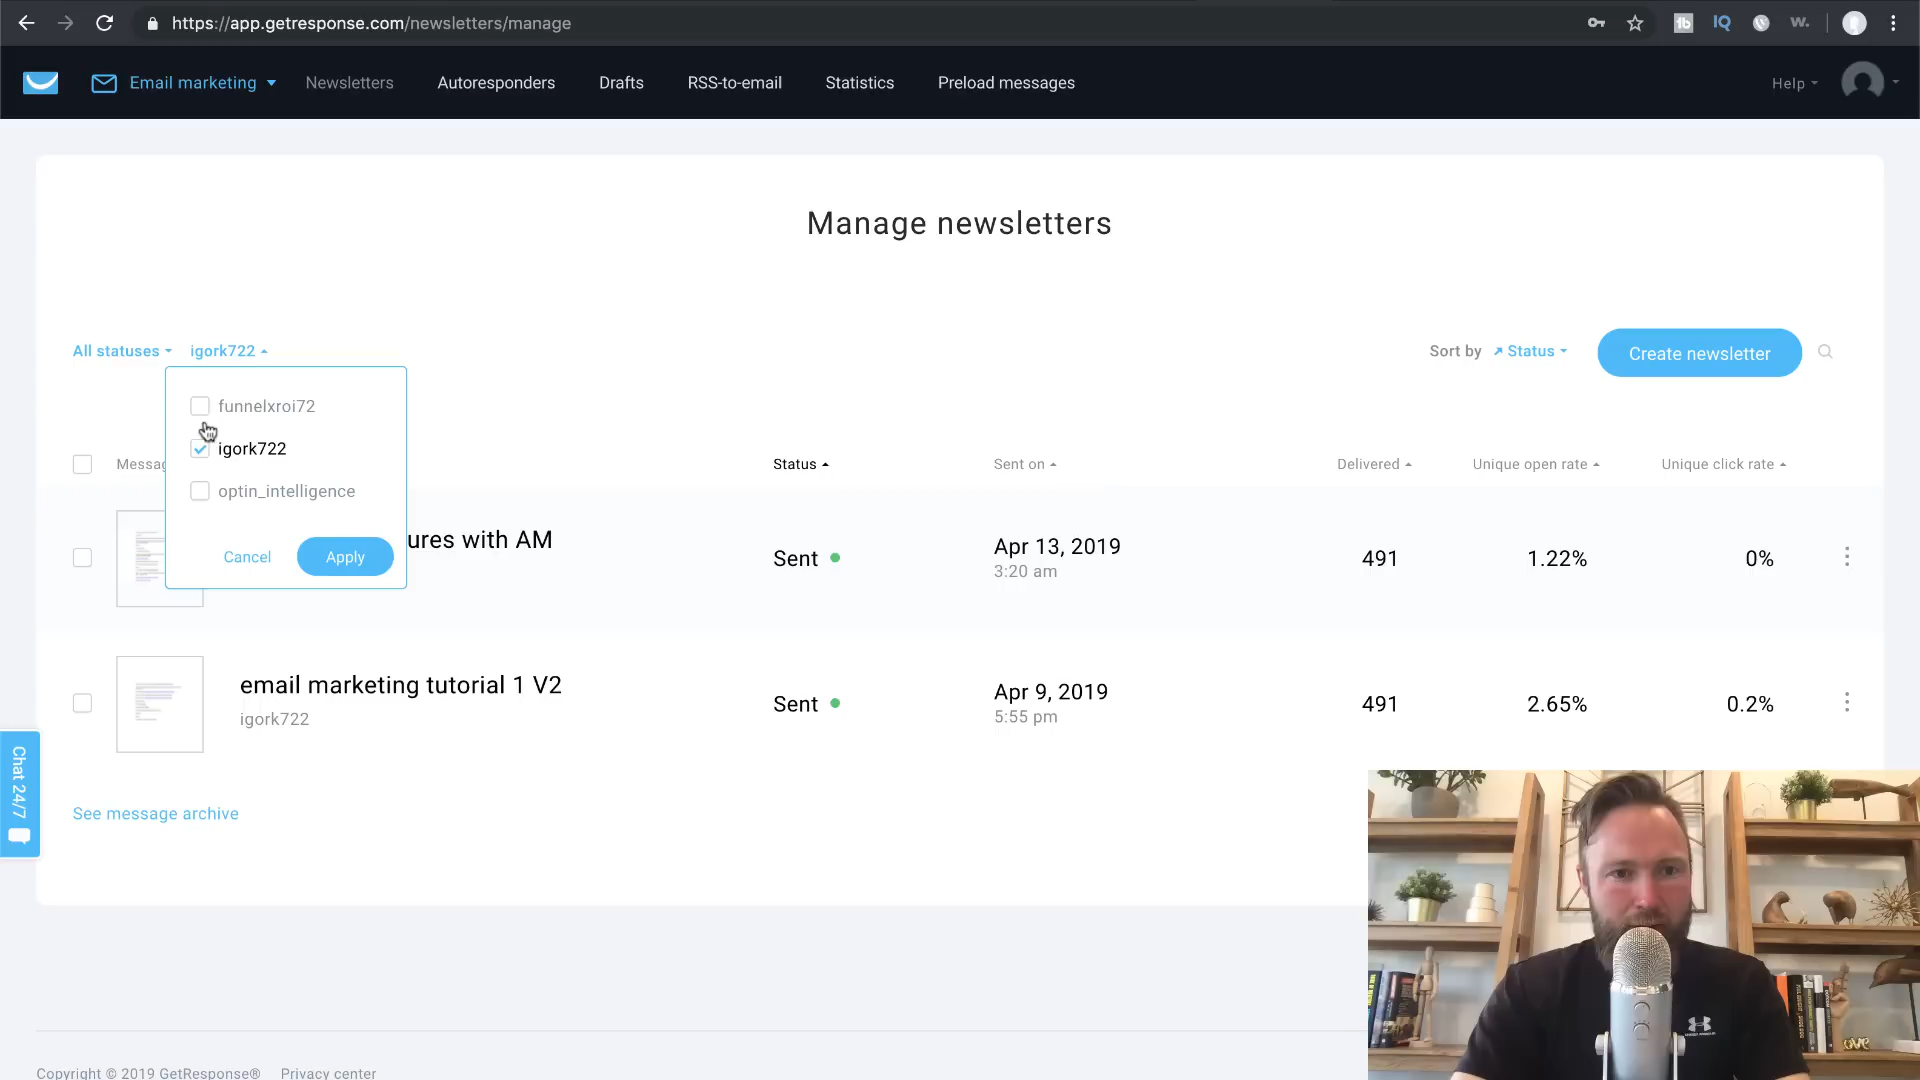 https://app.getresponse.com/newsletters/manage
Email marketing
Newsletters
Autoresponders
Drafts
RSS-to-email
Statistics
Preload messages
Help
Manage newsletters
All statuses
igork722
Sort by
Status
Create newsletter
funnelxroi72
igork722
optin_intelligence
Cancel
Apply
Messag
Status
Sent on
Delivered
Unique open rate
Unique click rate
ures with AM
Sent
Apr 13, 2019
3:20 am
491
1.22%
0%
email marketing tutorial 1 V2
igork722
Sent
Apr 9, 2019
5:55 pm
491
2.65%
0.2%
Chat 24/7
See message archive
Copyright © 2019 GetResponse®
Privacy center